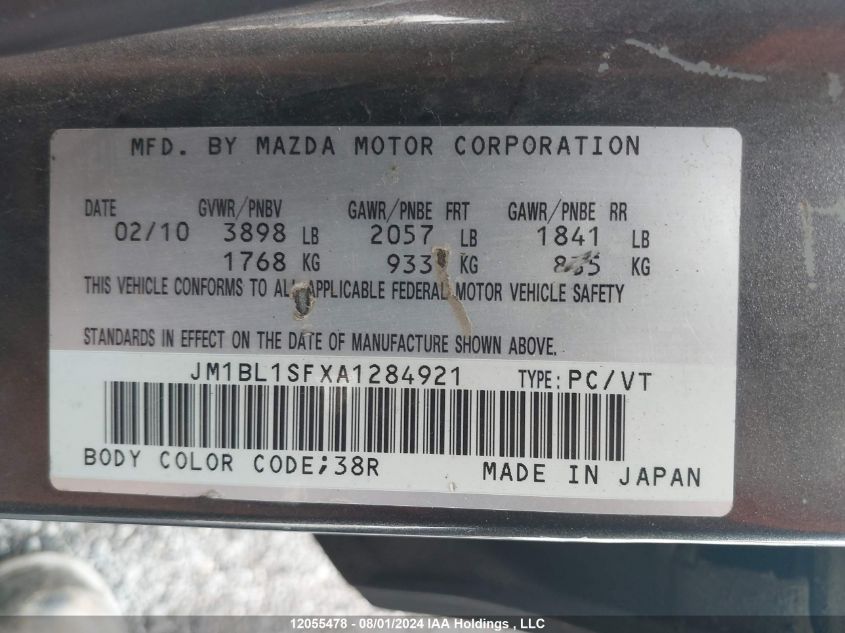 MFD. BY MAZDA MOTOR CORPORATION
DATE GVWR/PNBV GAWR/PNBE FRT GAWR/PNBE RR
02/10 3898 LB 2057 LB 1841 LB
1768 KG 933 KG KG
THIS VEHICLE CONFORMS TO ALL APPLICABLE FEDERAL MOTOR VEHICLE SAFETY
STANDARDS IN EFFECT ON THE DATE OF MANUFACTURE SHOWN ABOVE.
JM1BL1SFXA1284921 TYPE: PC/VT
BODY COLOR CODE;38R MADE IN JAPAN
12055478 - 08/01/2024 IAA Holdings , LLC